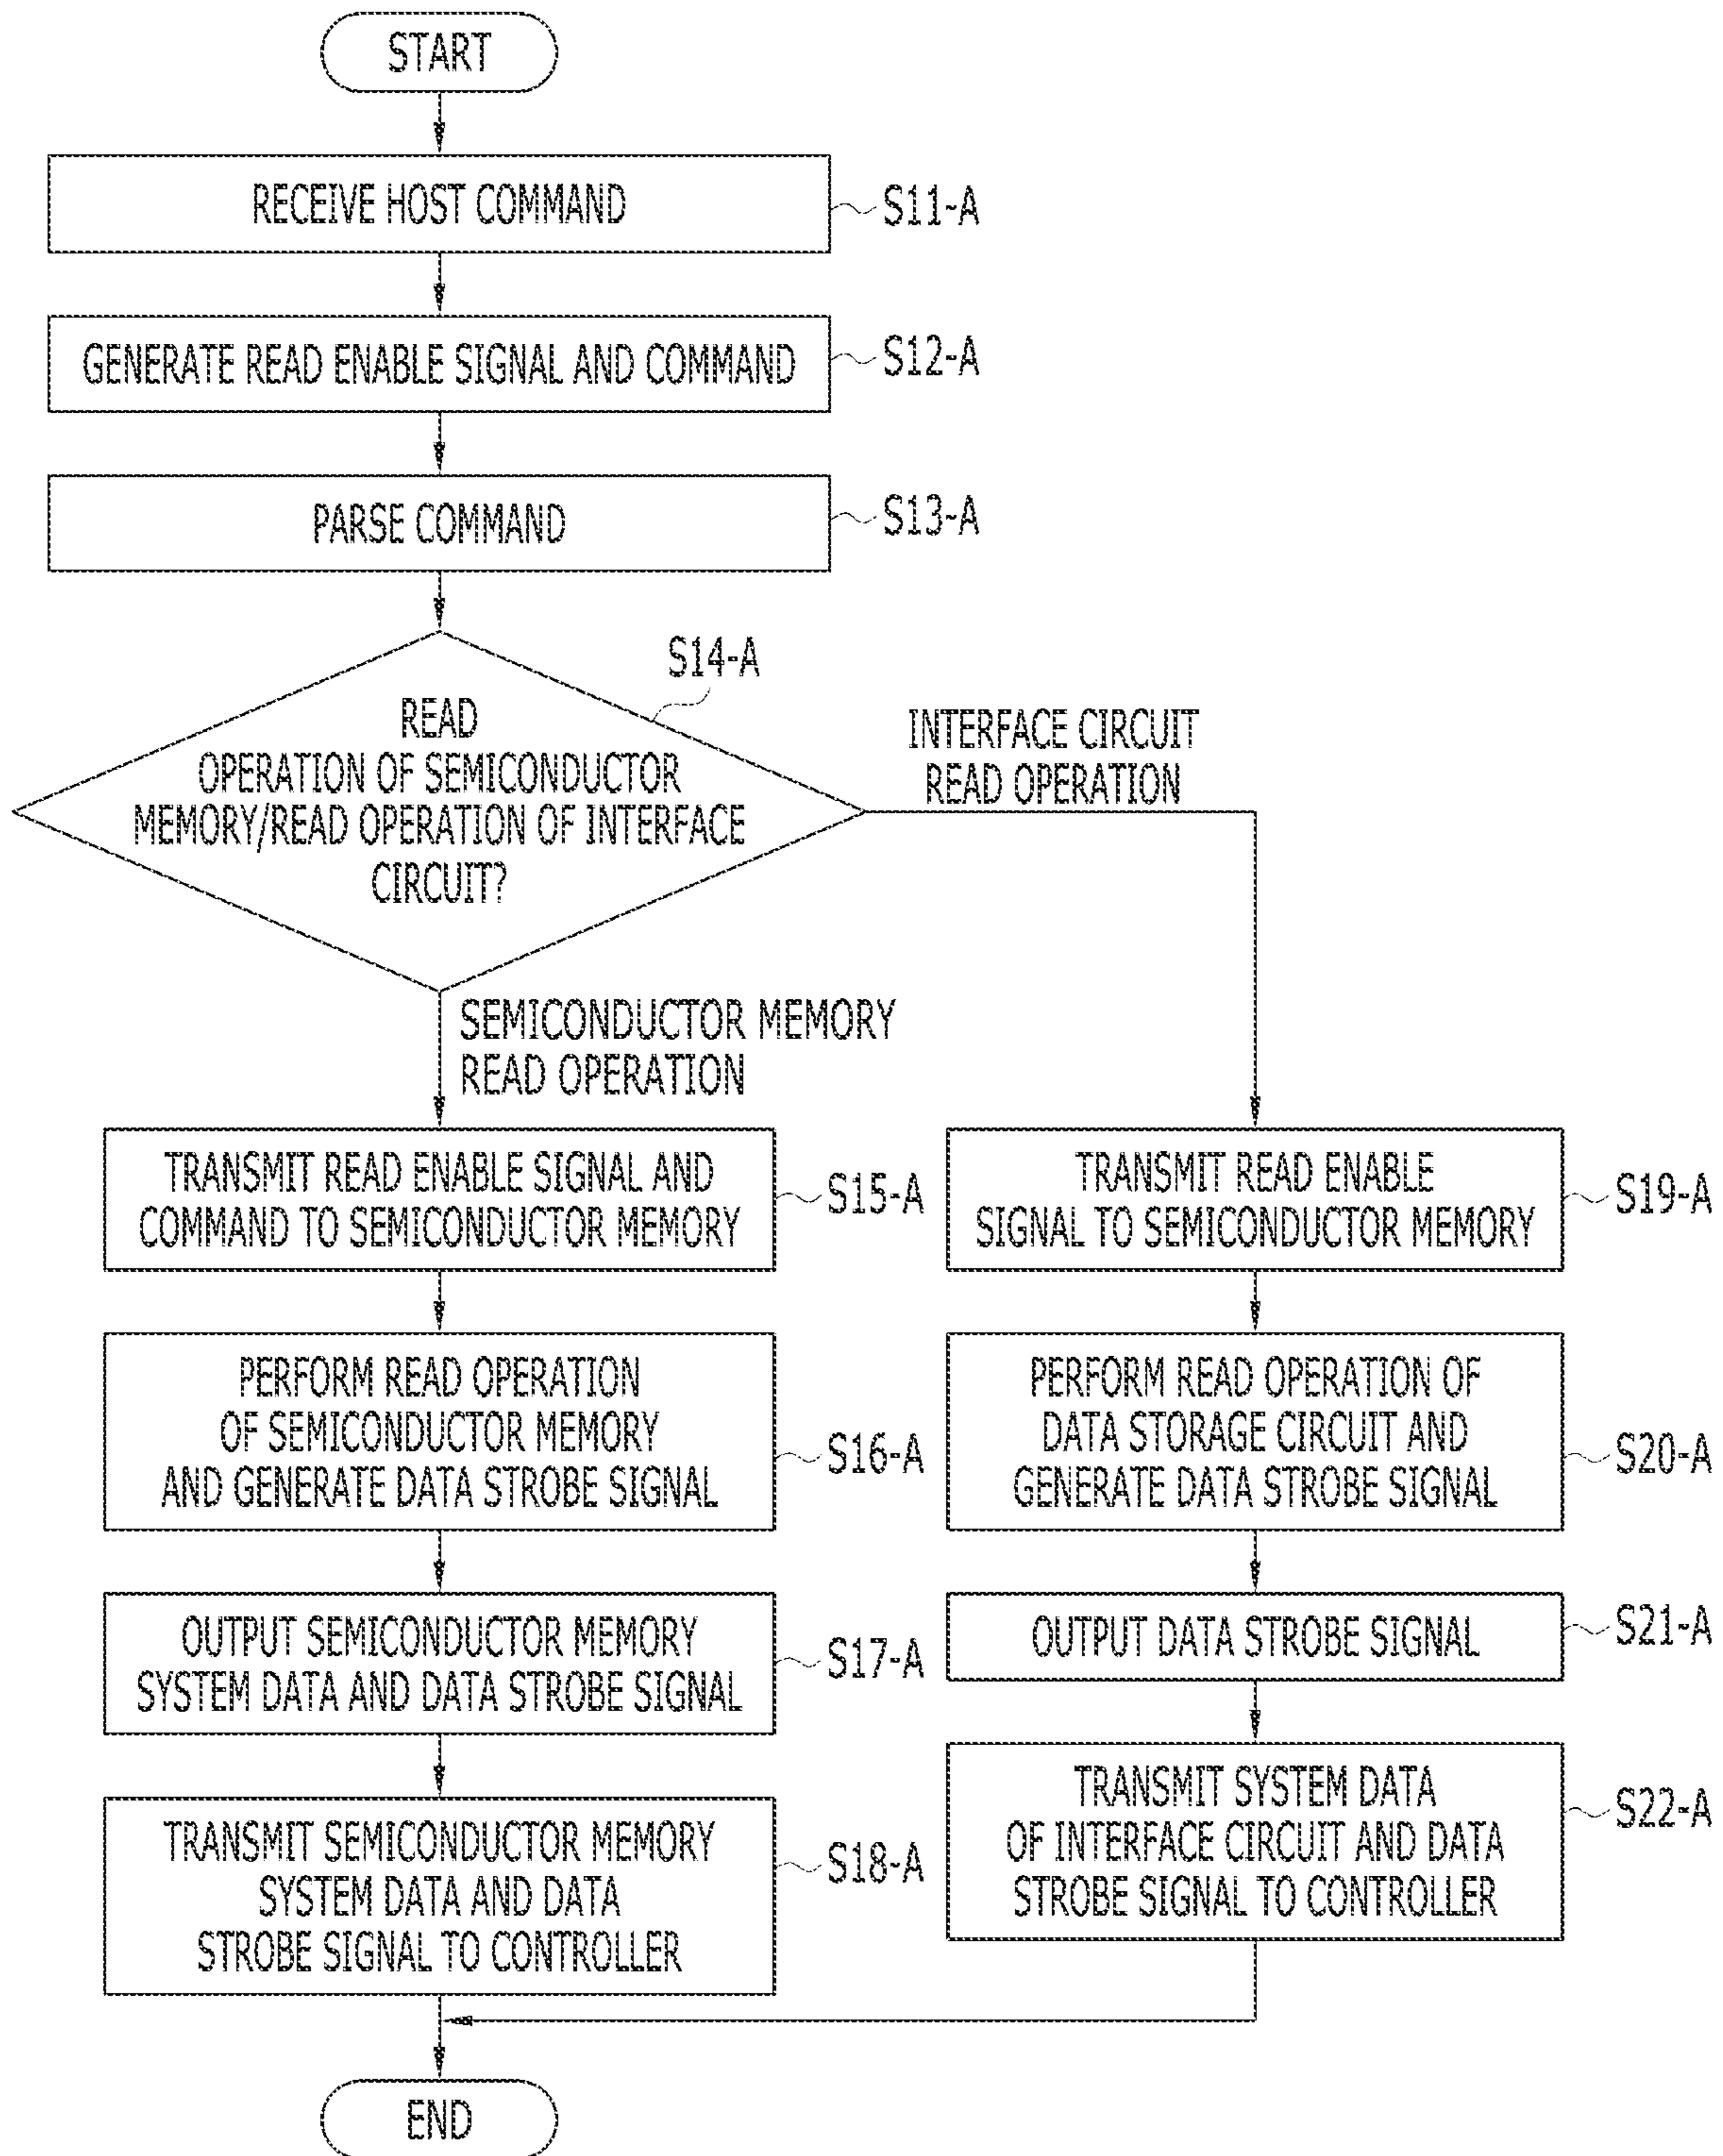 START
RECEIVE HOST COMMAND
S11-A
GENERATE READ ENABLE SIGNAL AND COMMAND
S12-A
PARSE COMMAND
S13-A
S14-A
READ
OPERATION OF SEMICONDUCTOR
MEMORY/READ OPERATION OF INTERFACE
CIRCUIT?
INTERFACE CIRCUIT
READ OPERATION
SEMICONDUCTOR MEMORY
READ OPERATION
TRANSMIT READ ENABLE SIGNAL AND
COMMAND TO SEMICONDUCTOR MEMORY
S15-A
PERFORM READ OPERATION
OF SEMICONDUCTOR MEMORY
AND GENERATE DATA STROBE SIGNAL
S16-A
OUTPUT SEMICONDUCTOR MEMORY
SYSTEM DATA AND DATA STROBE SIGNAL
S17-A
TRANSMIT SEMICONDUCTOR MEMORY
SYSTEM DATA AND DATA
STROBE SIGNAL TO CONTROLLER
S18-A
TRANSMIT READ ENABLE
SIGNAL TO SEMICONDUCTOR MEMORY
S19-A
PERFORM READ OPERATION OF
DATA STORAGE CIRCUIT AND
GENERATE DATA STROBE SIGNAL
S20-A
OUTPUT DATA STROBE SIGNAL
S21-A
TRANSMIT SYSTEM DATA
OF INTERFACE CIRCUIT AND DATA
STROBE SIGNAL TO CONTROLLER
S22-A
END